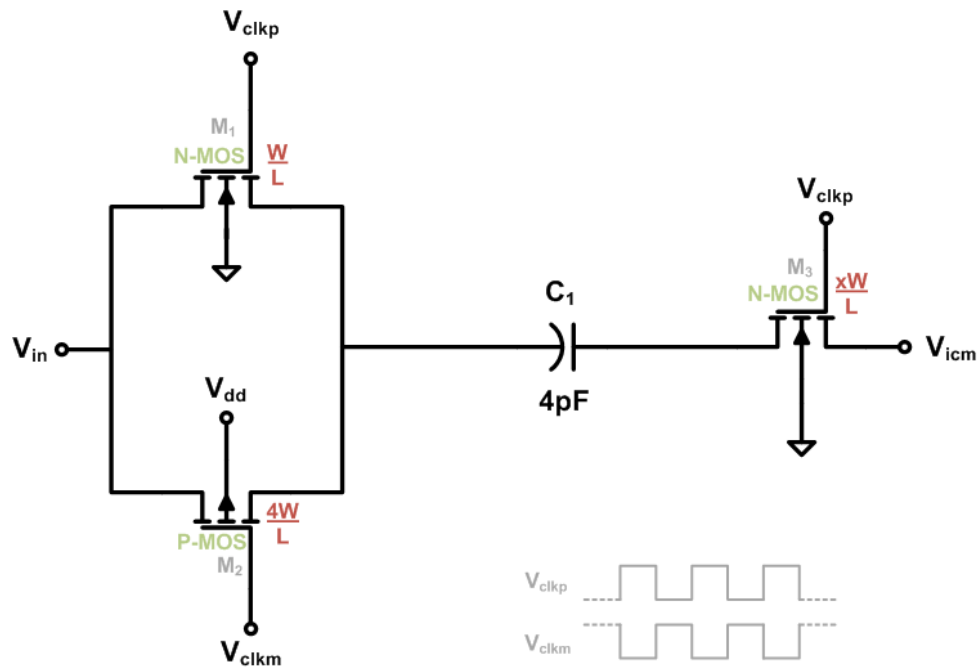 Vclkp
M1
N-MOS
W
L
Vclkp
M3
N-MOS
xW
L
C1
Vin
Vicm
4pF
Vdd
4W
L
P-MOS
M2
Vclkm
Vclkp
Vclkm